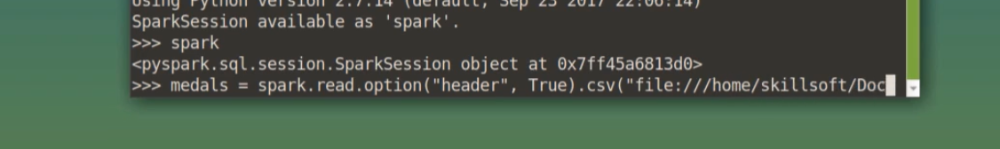 Using Python version 2.7.14 (default, Sep 23 2017 22:06:14)
SparkSession available as 'spark'.
>>> spark
<pyspark.sql.session.SparkSession object at 0x7ff45a6813d0>
>>> medals = spark.read.option("header", True).csv("file:///home/skillsoft/Doc